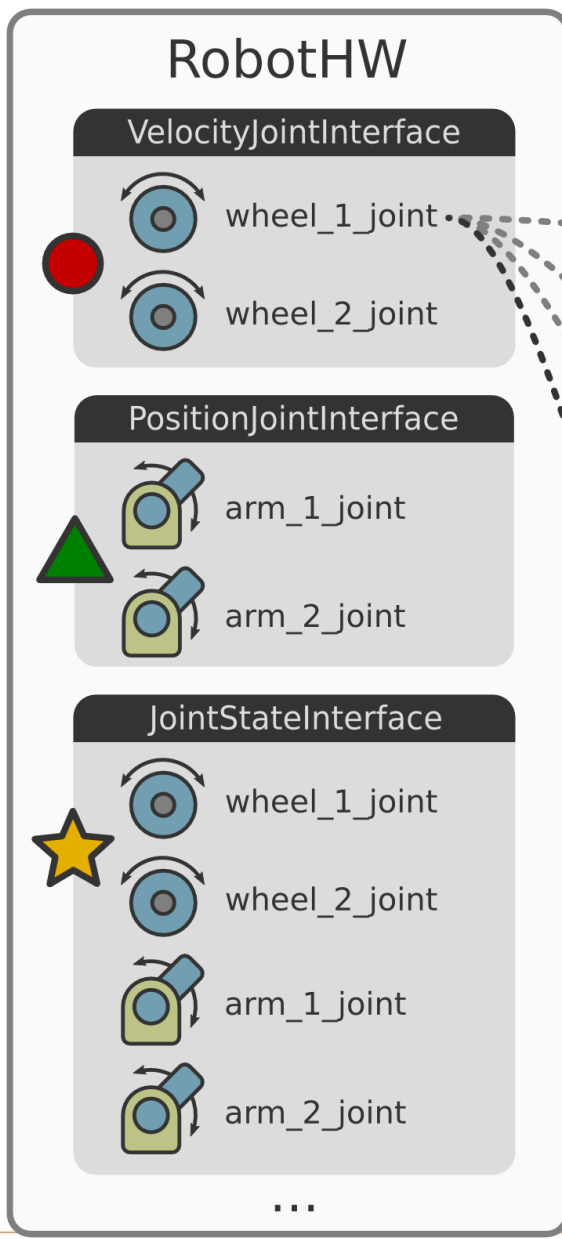 RobotHW
VelocityJointInterface
wheel_1_joint
wheel_2_joint
PositionJointInterface
arm_1_joint
arm_2_joint
JointStateInterface
wheel_1_joint
wheel_2_joint
arm_1_joint
arm_2_joint
...